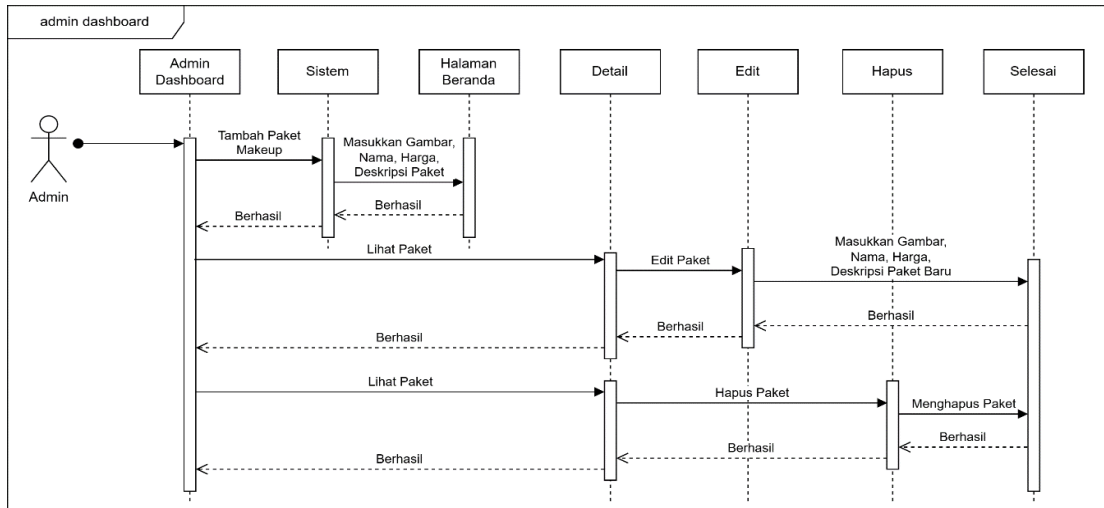 admin dashboard
Admin
Dashboard
Sistem
Halaman
Beranda
Detail
Edit
Hapus
Selesai
Admin
Tambah Paket
Makeup
Masukkan Gambar,
Nama, Harga,
Deskripsi Paket
Berhasil
Berhasil
Lihat Paket
Edit Paket
Masukkan Gambar,
Nama, Harga,
Deskripsi Paket Baru
Berhasil
Berhasil
Berhasil
Lihat Paket
Hapus Paket
Menghapus Paket
Berhasil
Berhasil
Berhasil